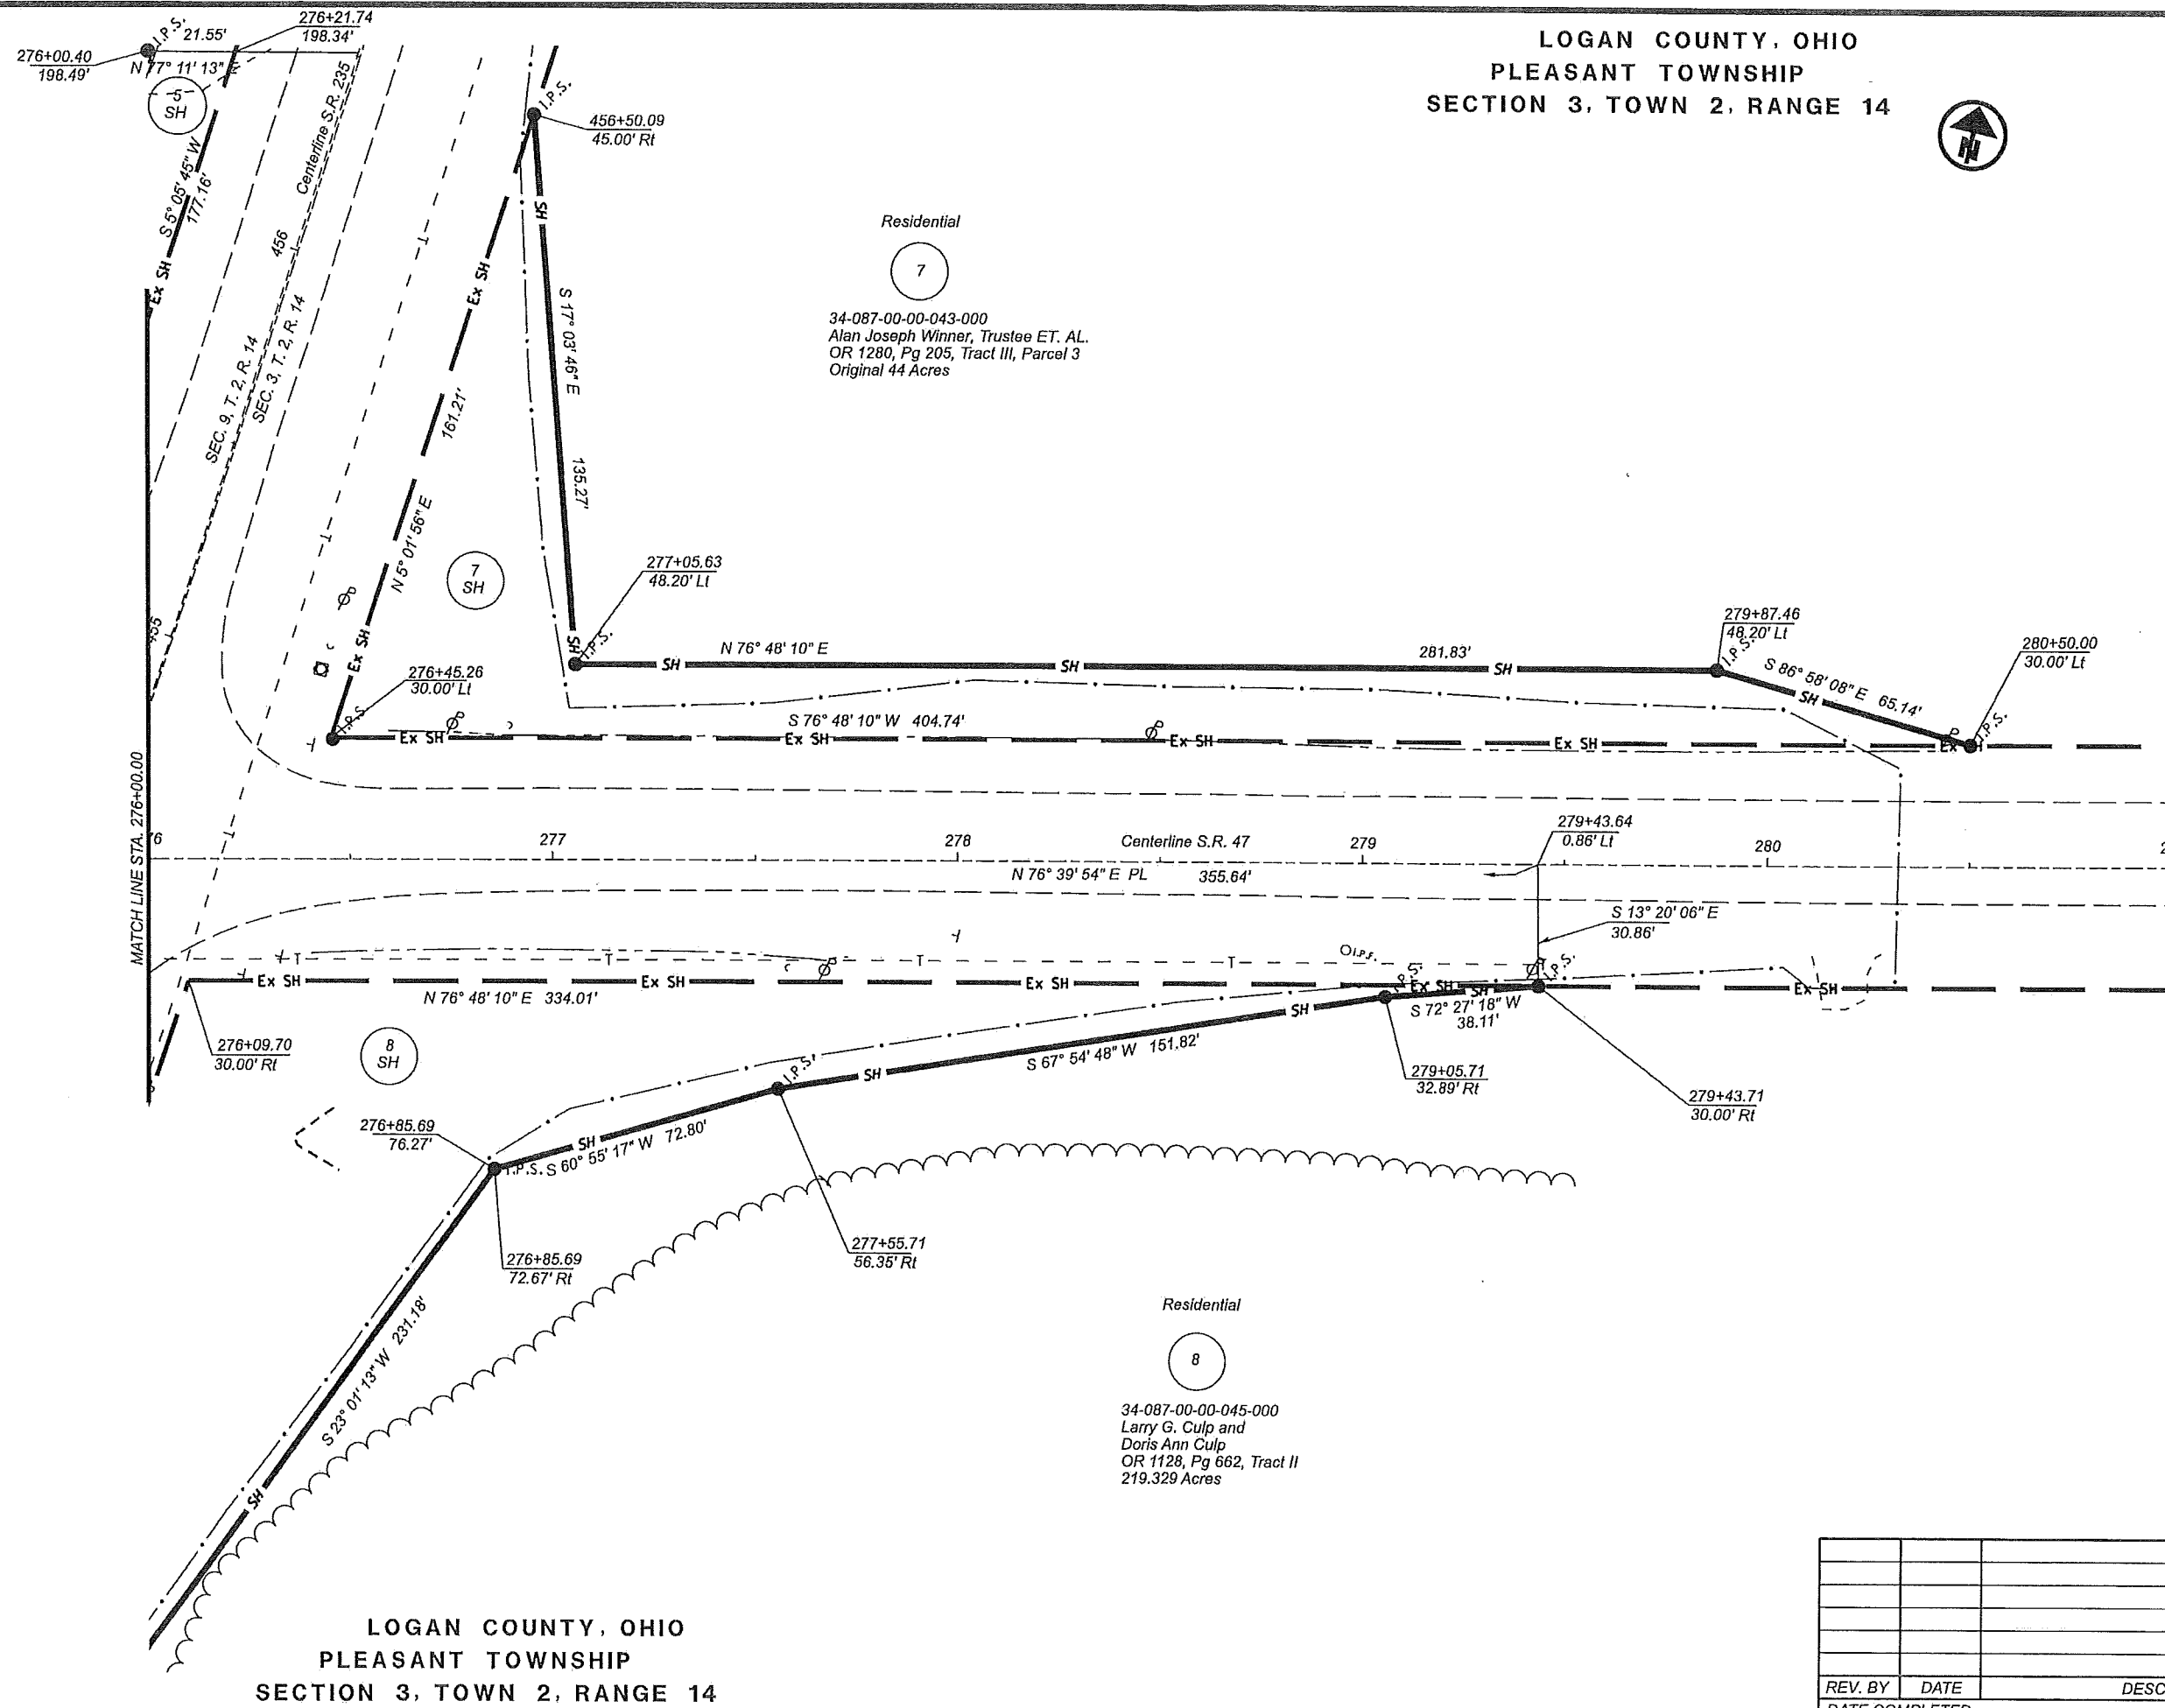 276+21.74
198.34'
I.P.S.
21.55'
276+00.40
198.49'
N 77° 11' 13"
5
SH
S 5° 05' 45" W
177.16'
Ex SH
Centerline S.R. 235
456
SEC. 9, T. 2, R. 14
SEC. 3, T. 2, R. 14
455
LOGAN COUNTY, OHIO
PLEASANT TOWNSHIP
SECTION 3, TOWN 2, RANGE 14
N
I.P.S.
456+50.09
45.00' Rt
SH
S 17° 03' 46" E
135.27'
SH
Ex SH
161.21'
N 5° 01' 56" E
Ex SH
Residential
7
34-087-00-00-043-000
Alan Joseph Winner, Trustee ET. AL.
OR 1280, Pg 205, Tract III, Parcel 3
Original 44 Acres
7
SH
277+05.63
48.20' Lt
I.P.S.
N 76° 48' 10" E
281.83'
SH SH SH
279+87.46
48.20' Lt
I.P.S.
280+50.00
30.00' Lt
S 86° 58' 08" E 65.14'
SH
I.P.S.
276+45.26
30.00' Lt
I.P.S.
S 76° 48' 10" W 404.74'
Ex SH Ex SH Ex SH Ex SH
MATCH LINE STA. 276+00.00
277 278 Centerline S.R. 47 279 280
279+43.64
0.86' Lt
N 76° 39' 54" E PL 355.64'
S 13° 20' 06" E
30.86'
T T T T
I.P.F.
I.P.S.
I.P.S.
Ex SH Ex SH Ex SH Ex SH SH Ex SH
N 76° 48' 10" E 334.01'
S 72° 27' 18" W
38.11'
276+09.70
30.00' Rt
8
SH
I.P.S.
SH
SH
S 67° 54' 48" W 151.82'
279+05.71
32.89' Rt
279+43.71
30.00' Rt
276+85.69
76.27'
SH
I.P.S. S 60° 55' 17" W 72.80'
276+85.69
72.67' Rt
277+55.71
56.35' Rt
S 23° 01' 13" W 231.18'
SH
Residential
8
34-087-00-00-045-000
Larry G. Culp and
Doris Ann Culp
OR 1128, Pg 662, Tract II
219.329 Acres
LOGAN COUNTY, OHIO
PLEASANT TOWNSHIP
SECTION 3, TOWN 2, RANGE 14
REV. BY DATE DESC
DATE COMPLETED